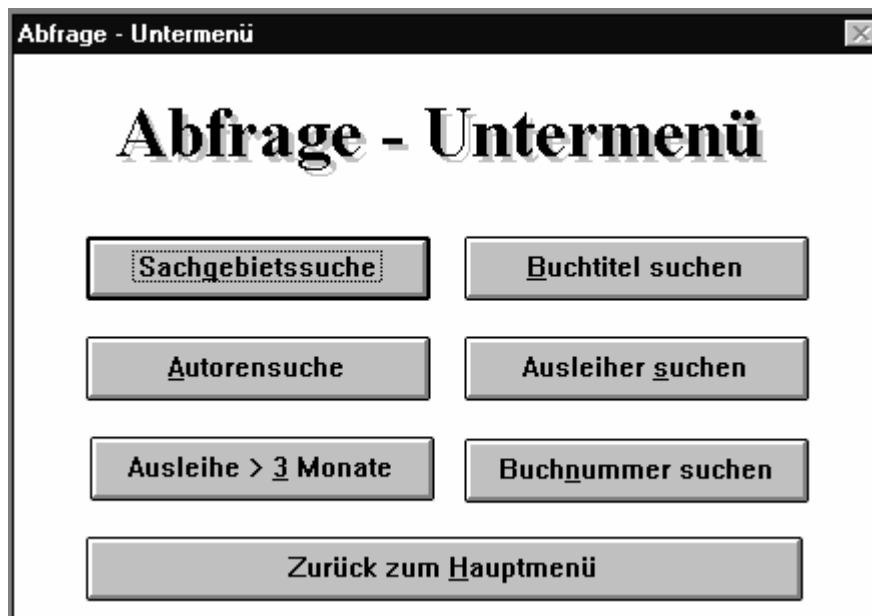 Abfrage - Untermenü
Abfrage - Untermenü
Sachgebietssuche
Buchtitel suchen
Autorensuche
Ausleiher suchen
Ausleihe > 3 Monate
Buchnummer suchen
Zurück zum Hauptmenü